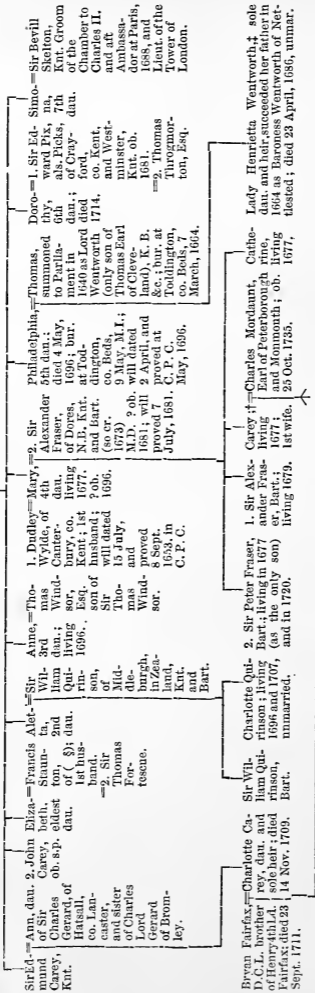 Sir Ed-
mund
Carey,
Knt.
Ann, dau.
of Sir
Charles
Gerard, of
Hatsall,
co. Lan-
caster,
and sister
of Charles
Lord
Gerard
of Brom-
ley.
2. John
Carey,
ob. s.p.
Eliza-
beth,
eldest
dau.
Francis
Staun-
ton,
of ( §);
1st hus-
band.
=2. Sir
Thomas
For-
tescue.
Alet-
ta,
2nd
dau.
Sir
Wil-
liam
Qui-
rin-
son,
of
Mid-
dle-
burgh,
in Zea-
land,
Knt.
and
Bart.
Anne,
3rd
dau.;
living
1696.
Tho-
mas
Wind-
sor,
Esq.
son of
Sir
Tho-
mas
Wind-
sor.
1. Dudley
Wylde, of
Canter-
bury, co.
Kent; 1st
husband;
will dated
15 July,
and
proved
8 Sept.
1653, in
C. P. C.
Mary,
4th
dau.
living
1677.
? ob.
1696.
2. Sir
Alexander
Fraser,
of Dores,
N.B., Knt.
and Bart.
(so cr.
1673)
M.D. ? ob.
1681; will
proved 7
July, 1681.
Philadelphia,
5th dau.;
died 4 May,
1696; bur.
at Tod-
dington,
co. Beds,
9 May. M.I.;
will dated
2 April, and
proved at
C. P. C.
May, 1696.
Thomas,
summoned
to Parlia-
ment in
1640 as Lord
Wentworth
(only son of
Thomas Earl
of Cleve-
land), K. B.
&c.; bur. at
Toddington,
co. Beds, 7
March, 1664.
Doro-
thy,
6th
dau.;
died
1714.
1. Sir Ed-
ward Pix,
als. Picks,
of Cray-
ford,
co. Kent,
and West-
minster,
Knt. ob.
1681.
=2. Thomas
Throgmor-
ton, Esq.
Simo-
na,
7th
dau.
Sir Bevill
Skelton,
Knt. Groom
of the
Chamber to
Charles II.
and aft
Ambassa-
dor at Paris,
1688, and
Lieut. of the
Tower of
London.
Bryan Fairfax,
D.C.L. brother
of Henry 4th Ld.
Fairfax; died 23
Sept. 1711.
Charlotte Ca-
rey, dau. and
sole heir; died
14 Nov. 1709.
Sir Wil-
liam Qui-
rinson,
Bart.
Charlotte Qui-
rinson; living
1696 and 1707,
unmarried.
2. Sir Peter Fraser,
Bart.; living in 1677
(as the only son)
and in 1720.
1. Sir Alex-
ander Fras-
er, Bart.;
living 1679.
Carey;†
living
1677;
1st wife.
Charles Mordaunt,
Earl of Peterborough
and Monmouth; ob.
25 Oct. 1735.
Cathe-
rine,
living
1677.
Lady Henrietta Wentworth,‡ sole
dau. and heir, succeeded her father in
1664 as Baroness Wentworth of Net-
tlested; died 23 April, 1686, unmar.